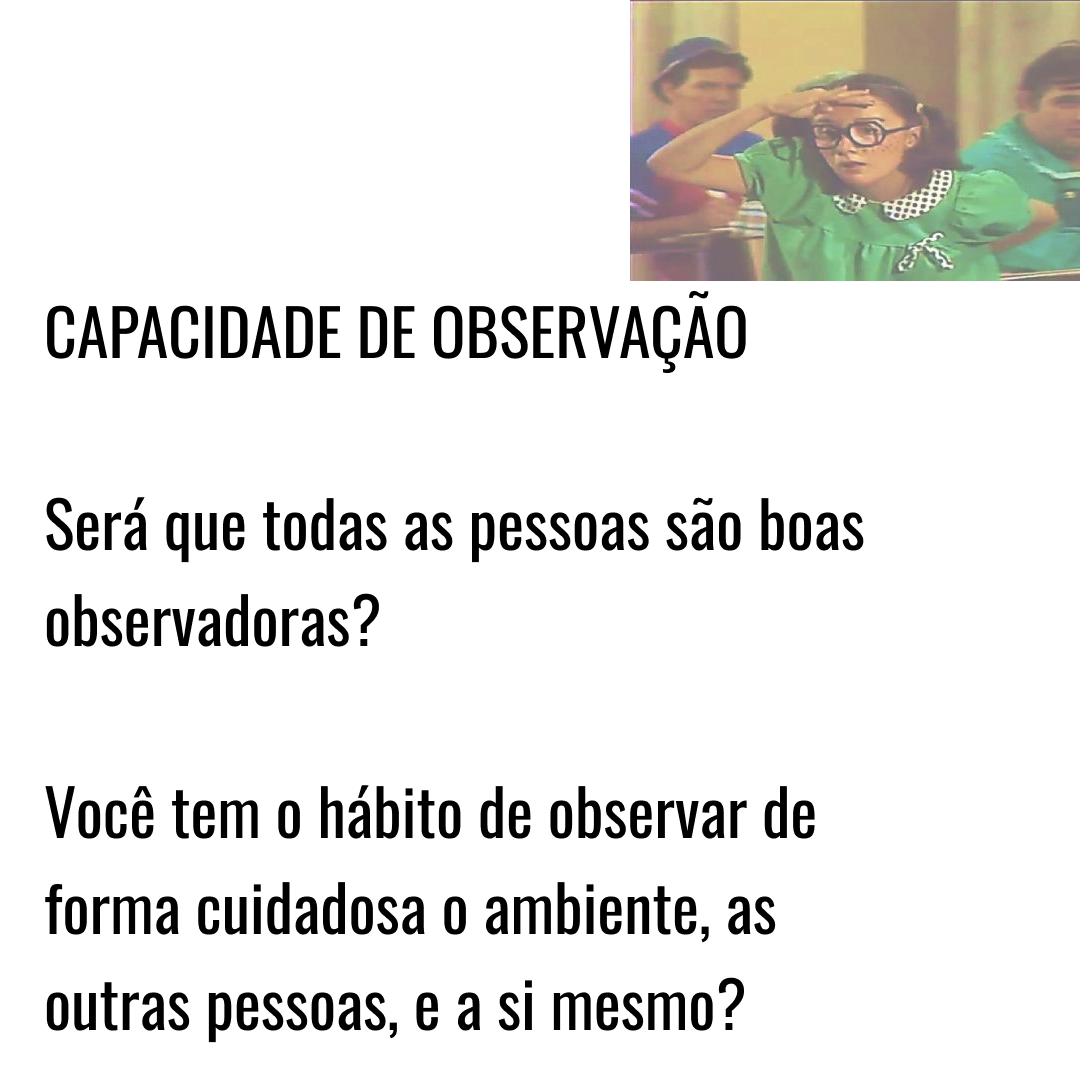 CAPACIDADE DE OBSERVAÇÃO
Será que todas as pessoas são boas
observadoras?
Você tem o hábito de observar de
forma cuidadosa o ambiente, as
outras pessoas, e a si mesmo?